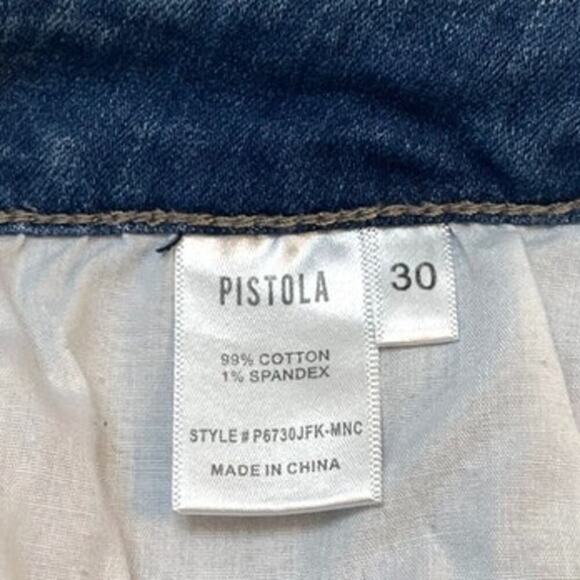 PISTOLA
30
99% COTTON
1% SPANDEX
STYLE# P6730JFK-MNC
MADE IN CHINA